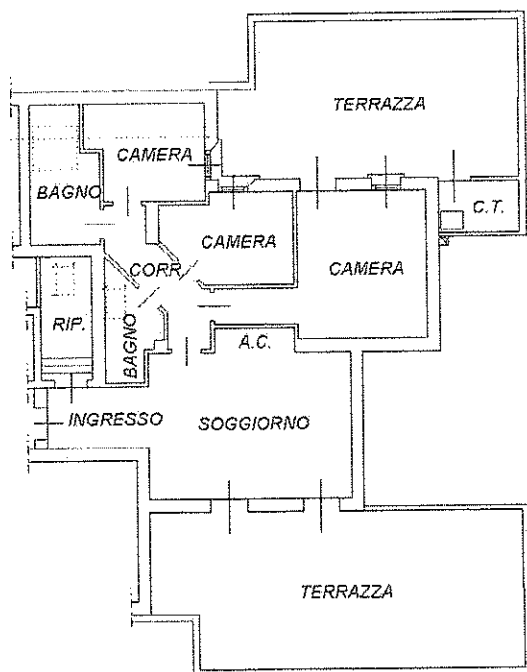 TERRAZZA
CAMERA
BAGNO
C.T.
CAMERA
CORR.
CAMERA
RIP.
BAGNO
A.C.
INGRESSO
SOGGIORNO
TERRAZZA